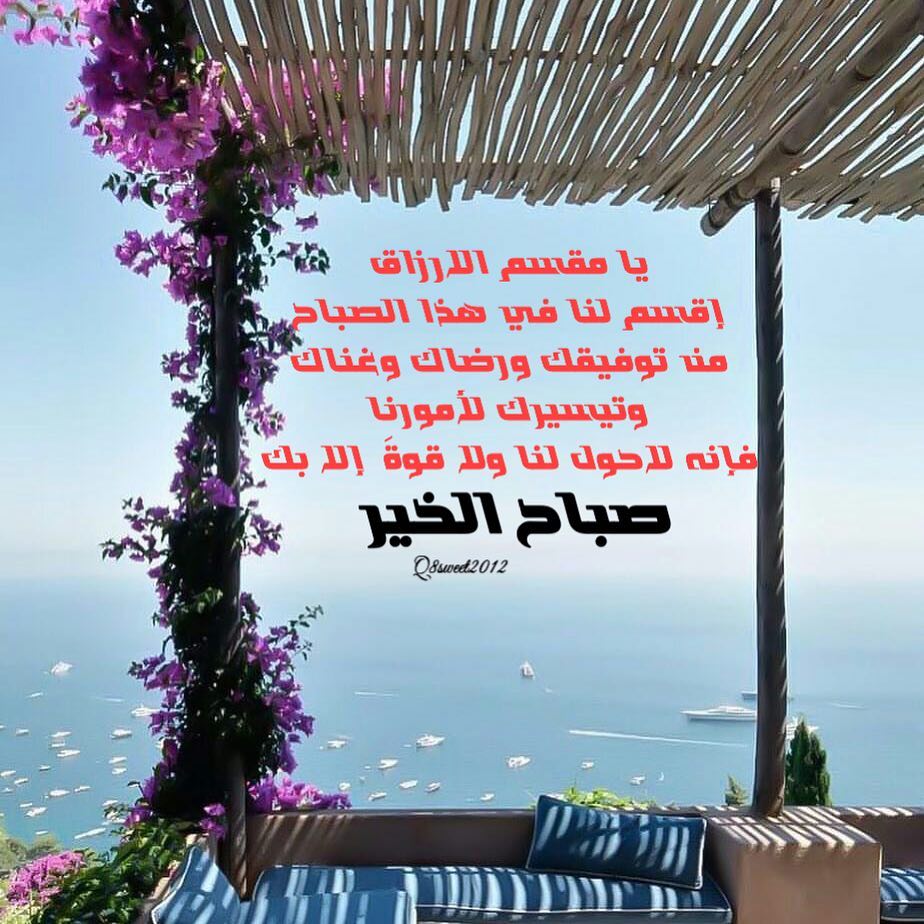 يا مقسم الارزاق
إقسم لنا في هذا الصباح
من توفيقك ورضاك وغناك
وتيسيرك لأمورنا
فإنه لاحول لنا ولا قوةَ إلا بك
صباح الخير
Q8sweet2012